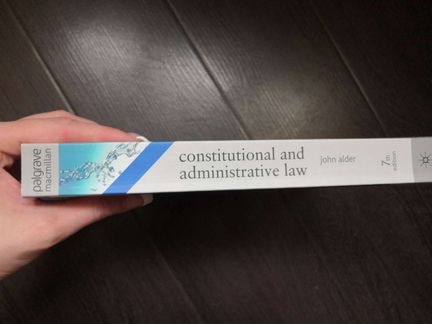 palgrave
macmillan
constitutional and
administrative law
john alder
7th
edition